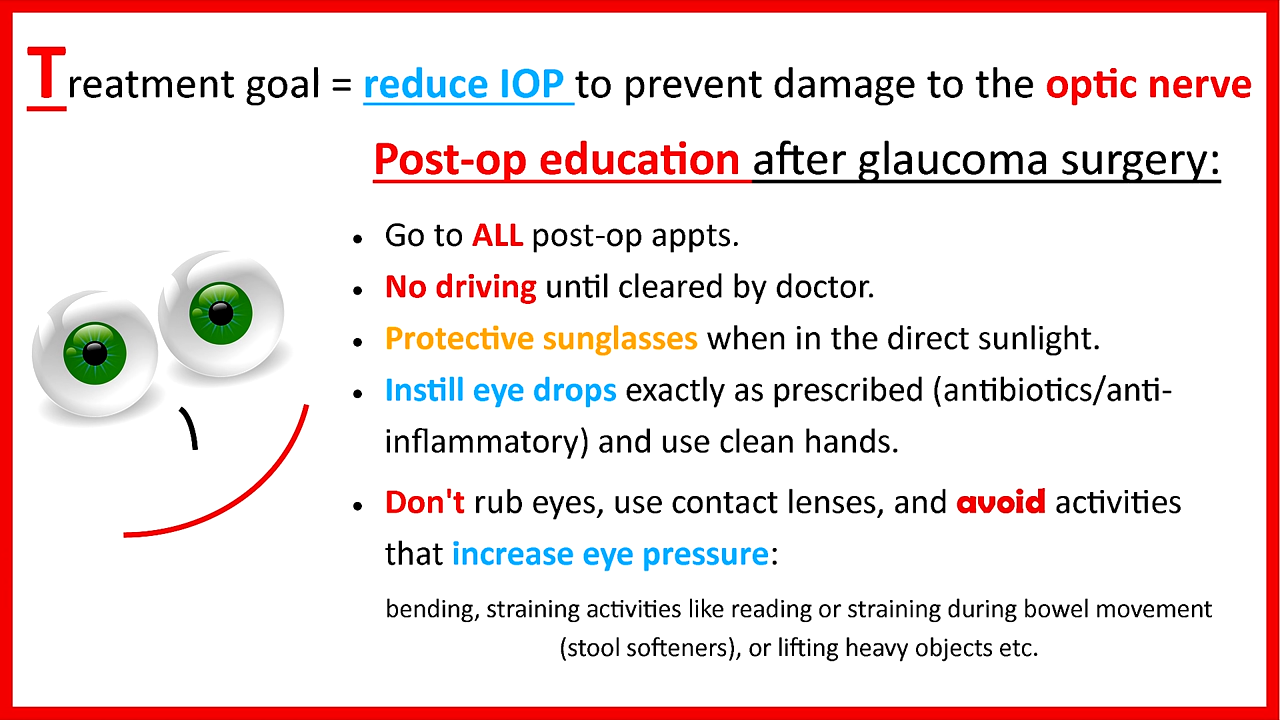 Treatment goal = reduce IOP to prevent damage to the optic nerve
Post-op education after glaucoma surgery:
• Go to ALL post-op appts.
• No driving until cleared by doctor.
• Protective sunglasses when in the direct sunlight.
• Instill eye drops exactly as prescribed (antibiotics/anti-
inflammatory) and use clean hands.
• Don't rub eyes, use contact lenses, and avoid activities
that increase eye pressure:
bending, straining activities like reading or straining during bowel movement
(stool softeners), or lifting heavy objects etc.